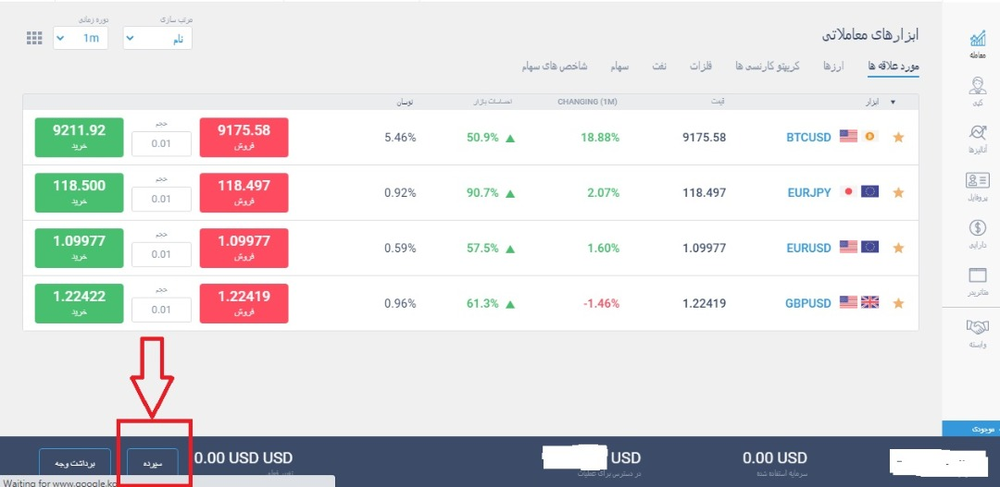 معامله
کپی
آنالیزها
پروفایل
دارایی
متاتریدر
وابسته
موجودی
ابزارهای معاملاتی
مرتب سازی
نام
دوره زمانی
1m
مورد علاقه ها
ارزها
کریپتو کارنسی ها
فلزات
نفت
سهام
شاخص های سهام
ابزار
قیمت
CHANGING (1M)
احساسات بازار
نوسان
BTCUSD 9175.58 18.88% 50.9% 5.46%
9175.58
فروش
حجم
0.01
9211.92
خرید
EURJPY 118.497 2.07% 90.7% 0.92%
118.497
فروش
حجم
0.01
118.500
خرید
EURUSD 1.09977 1.60% 57.5% 0.59%
1.09977
فروش
حجم
0.01
1.09977
خرید
GBPUSD 1.22419 -1.46% 61.3% 0.96%
1.22419
فروش
حجم
0.01
1.22422
خرید
0.00 USD
سرمایه استفاده شده
USD
در دسترس برای عملیات
0.00 USD USD
سپرده
برداشت وجه
Waiting for www.google.